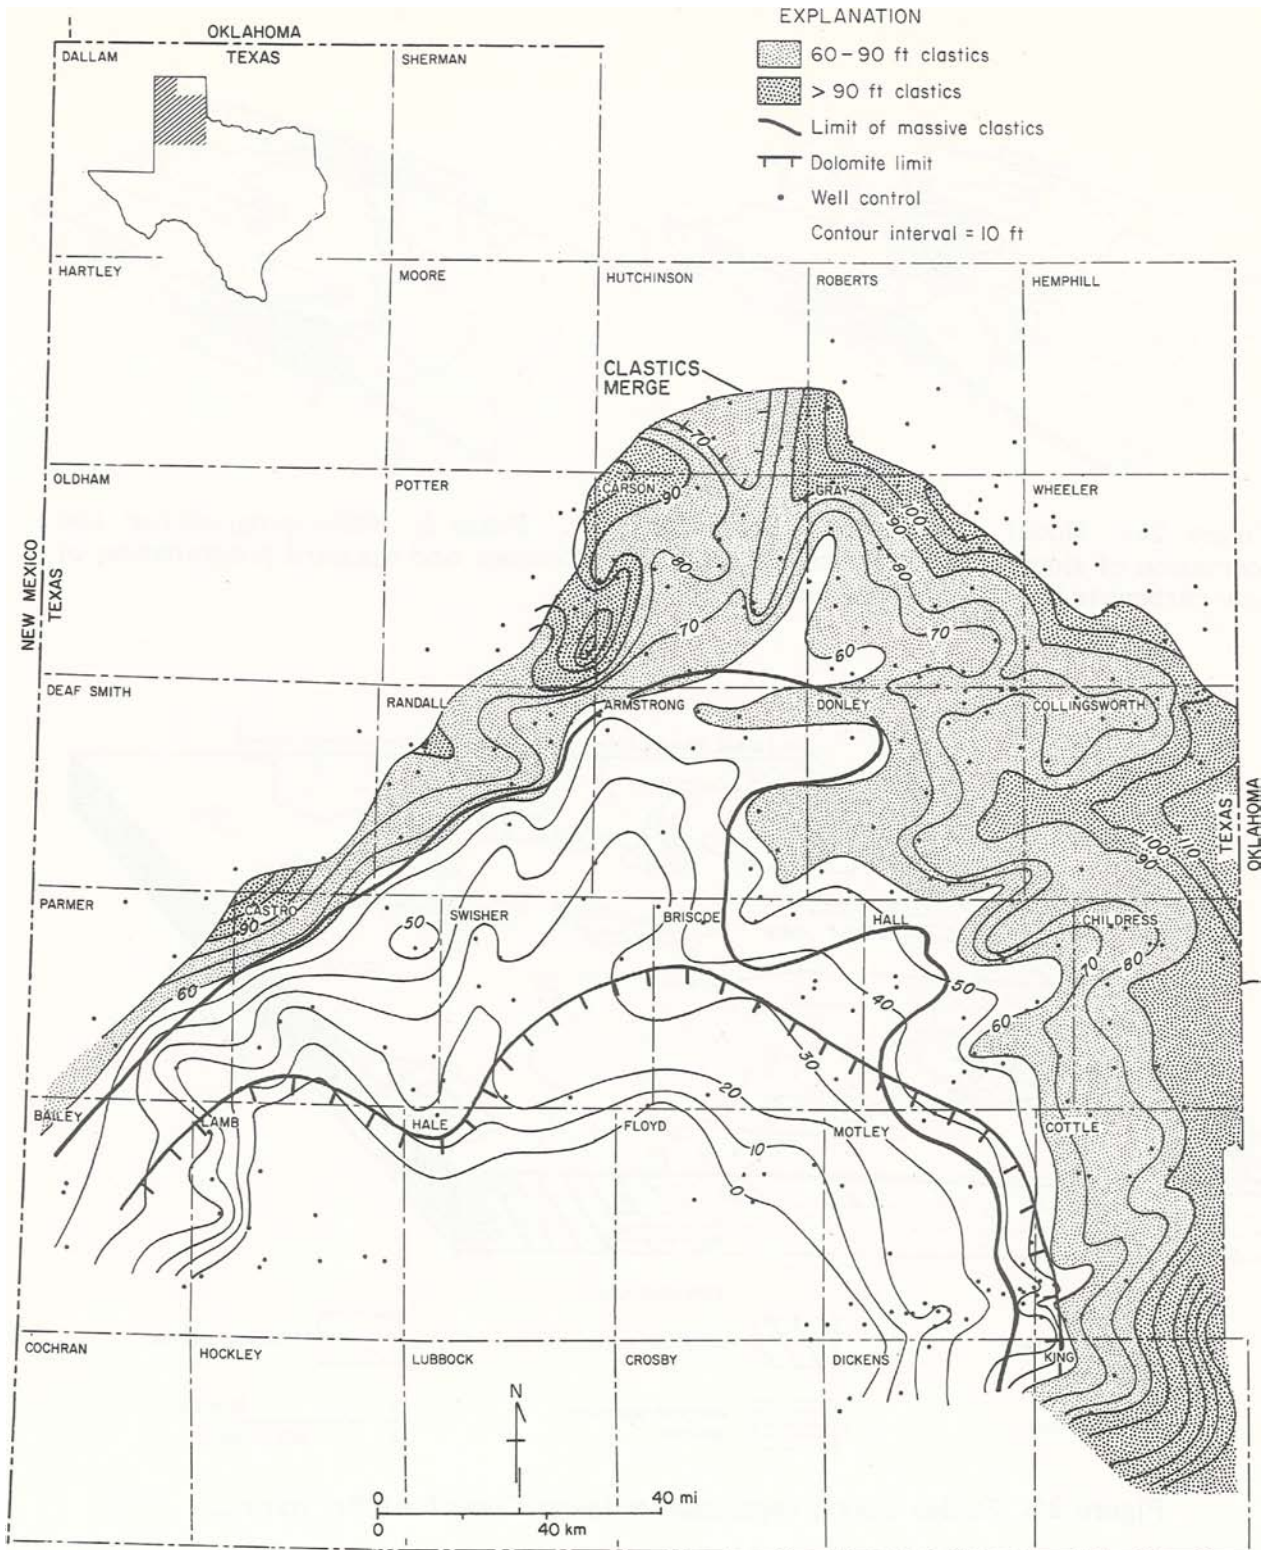 EXPLANATION
60-90 ft clastics
> 90 ft clastics
Limit of massive clastics
Dolomite limit
Well control
Contour interval = 10 ft
OKLAHOMA
TEXAS
DALLAM
SHERMAN
HARTLEY
MOORE
HUTCHINSON
ROBERTS
HEMPHILL
CLASTICS
MERGE
70
OLDHAM
POTTER
CARSON
90
GRAY
100
90
80
WHEELER
80
NEW MEXICO
TEXAS
70
70
60
DEAF SMITH
RANDALL
ARMSTRONG
DONLEY
COLLINGSWORTH
TEXAS
OKLAHOMA
100
110
90
PARMER
CASTRO
90
50
SWISHER
BRISCOE
HALL
CHILDRESS
70
80
60
40
50
60
30
20
BAILEY
LAMB
HALE
FLOYD
MOTLEY
COTTLE
10
0
COCHRAN
HOCKLEY
LUBBOCK
CROSBY
DICKENS
KING
N
0 40 mi
0 40 km